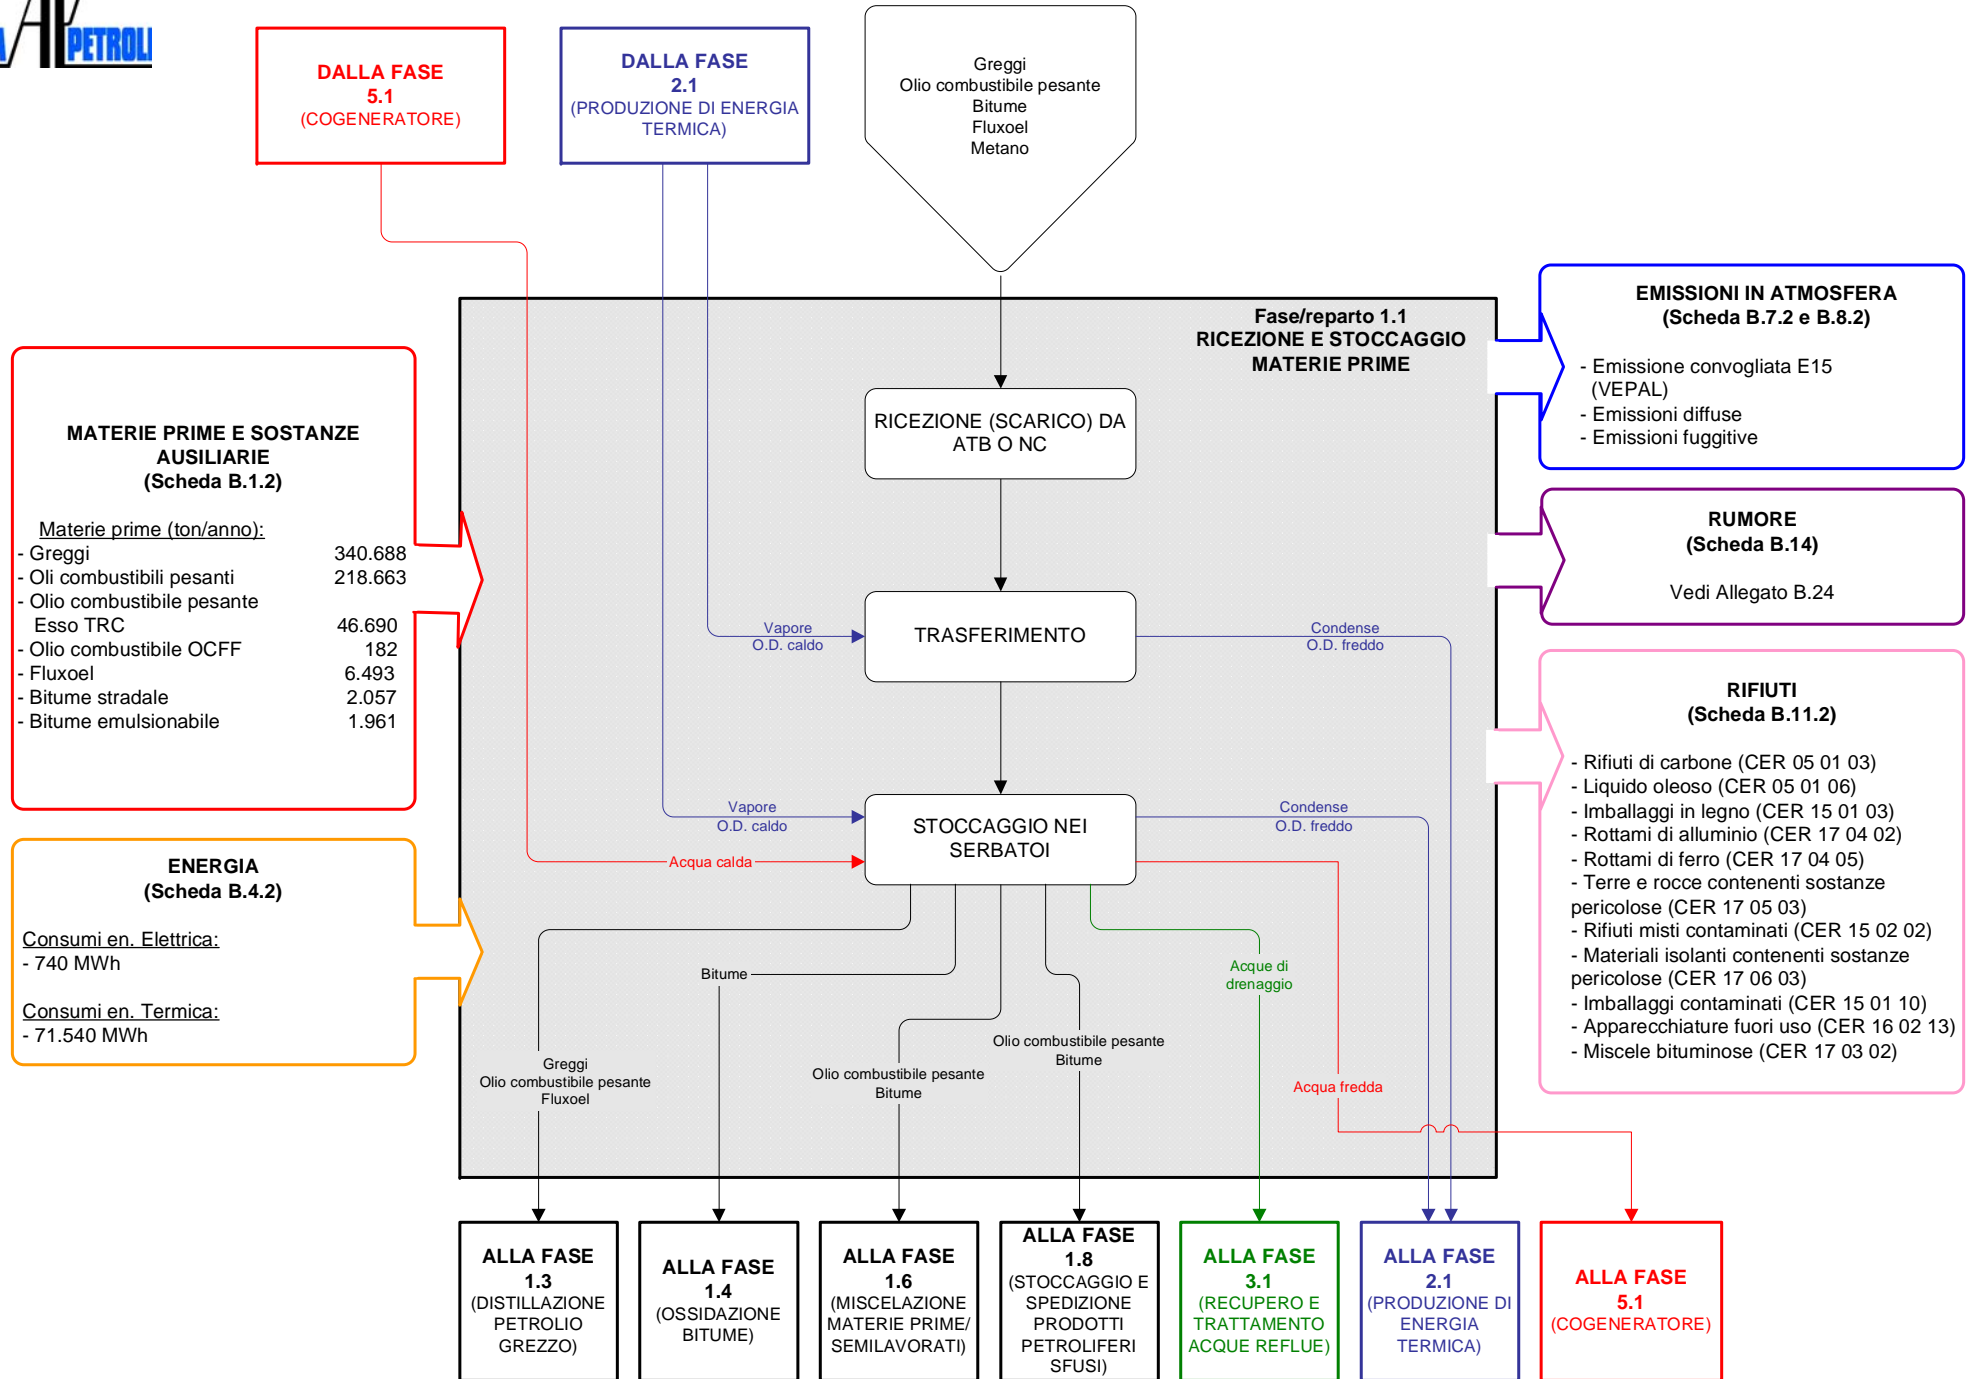 PETROLI
DALLA FASE
5.1
(COGENERATORE)
DALLA FASE
2.1
(PRODUZIONE DI ENERGIA
TERMICA)
Greggi
Olio combustibile pesante
Bitume
Fluxoel
Metano
Fase/reparto 1.1
RICEZIONE E STOCCAGGIO
MATERIE PRIME
MATERIE PRIME E SOSTANZE
AUSILIARIE
(Scheda B.1.2)
Materie prime (ton/anno):
- Greggi 340.688
- Oli combustibili pesanti 218.663
- Olio combustibile pesante
Esso TRC 46.690
- Olio combustibile OCFF 182
- Fluxoel 6.493
- Bitume stradale 2.057
- Bitume emulsionabile 1.961
ENERGIA
(Scheda B.4.2)
Consumi en. Elettrica:
- 740 MWh
Consumi en. Termica:
- 71.540 MWh
RICEZIONE (SCARICO) DA
ATB O NC
TRASFERIMENTO
Vapore
O.D. caldo
Condense
O.D. freddo
STOCCAGGIO NEI
SERBATOI
Vapore
O.D. caldo
Condense
O.D. freddo
Acqua calda
Bitume
Acque di
drenaggio
Greggi
Olio combustibile pesante
Fluxoel
Olio combustibile pesante
Bitume
Olio combustibile pesante
Bitume
Acqua fredda
EMISSIONI IN ATMOSFERA
(Scheda B.7.2 e B.8.2)
- Emissione convogliata E15
(VEPAL)
- Emissioni diffuse
- Emissioni fuggitive
RUMORE
(Scheda B.14)
Vedi Allegato B.24
RIFIUTI
(Scheda B.11.2)
- Rifiuti di carbone (CER 05 01 03)
- Liquido oleoso (CER 05 01 06)
- Imballaggi in legno (CER 15 01 03)
- Rottami di alluminio (CER 17 04 02)
- Rottami di ferro (CER 17 04 05)
- Terre e rocce contenenti sostanze
pericolose (CER 17 05 03)
- Rifiuti misti contaminati (CER 15 02 02)
- Materiali isolanti contenenti sostanze
pericolose (CER 17 06 03)
- Imballaggi contaminati (CER 15 01 10)
- Apparecchiature fuori uso (CER 16 02 13)
- Miscele bituminose (CER 17 03 02)
ALLA FASE
1.3
(DISTILLAZIONE
PETROLIO
GREZZO)
ALLA FASE
1.4
(OSSIDAZIONE
BITUME)
ALLA FASE
1.6
(MISCELAZIONE
MATERIE PRIME/
SEMILAVORATI)
ALLA FASE
1.8
(STOCCAGGIO E
SPEDIZIONE
PRODOTTI
PETROLIFERI
SFUSI)
ALLA FASE
3.1
(RECUPERO E
TRATTAMENTO
ACQUE REFLUE)
ALLA FASE
2.1
(PRODUZIONE DI
ENERGIA
TERMICA)
ALLA FASE
5.1
(COGENERATORE)